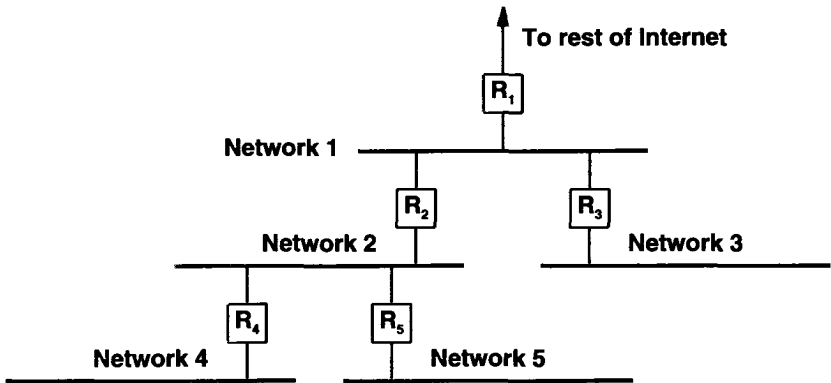 To rest of Internet
R₁
Network 1
R₂
R₃
Network 2
Network 3
R₄
R₅
Network 4
Network 5